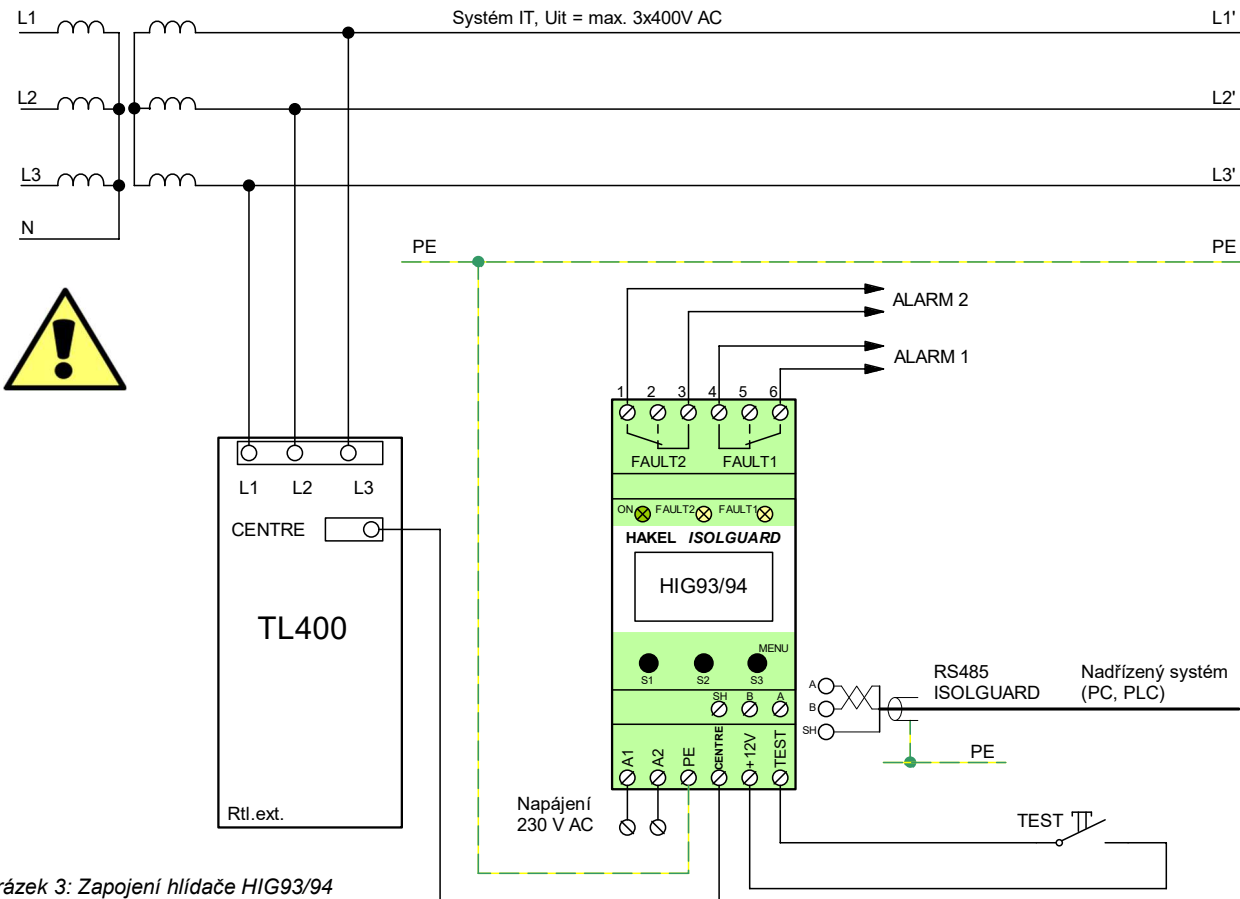 L1
Systém IT, Uit = max. 3x400V AC
L1'
L2
L2'
L3
L3'
N
PE
PE
ALARM 2
ALARM 1
1 2 3 4 5 6
FAULT2 FAULT1
L1 L2 L3
CENTRE
TL400
Rtl.ext.
ON FAULT2 FAULT1
HAKEL ISOLGUARD
HIG93/94
MENU
S1 S2 S3
SH B A
A1 A2 PE CENTRE +12V TEST
A
B
SH
RS485
ISOLGUARD
Nadřízený systém
(PC, PLC)
PE
Napájení
230 V AC
TEST
rázek 3: Zapojení hlídače HIG93/94